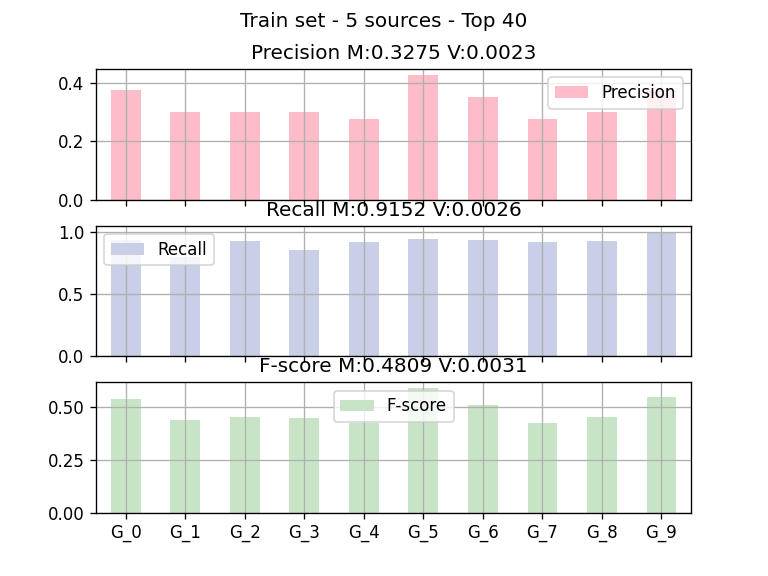 Train set - 5 sources - Top 40
Precision M:0.3275 V:0.0023
0.4
Precision
0.2
0.0
Recall M:0.9152 V:0.0026
1.0
Recall
0.5
0.0
F-score M:0.4809 V:0.0031
0.50
F-score
0.25
0.00
G_0 G_1 G_2 G_3 G_4 G_5 G_6 G_7 G_8 G_9